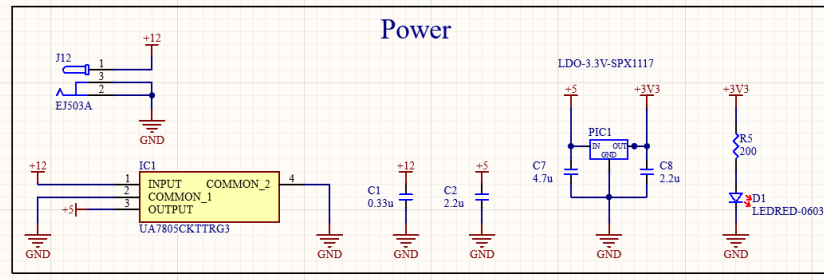 Power
+12
J12
1
3
2
EJ503A
GND
LDO-3.3V-SPX1117
+5
+3V3
+3V3
PIC1
IN OUT
GND
C7
4.7u
C8
2.2u
R5
200
D1
LEDRED-0603
GND
GND
+12
IC1
1 INPUT COMMON_2 4
2 COMMON_1
3 OUTPUT
+5
UA7805CKTTRG3
GND
GND
+12
C1
0.33u
GND
+5
C2
2.2u
GND